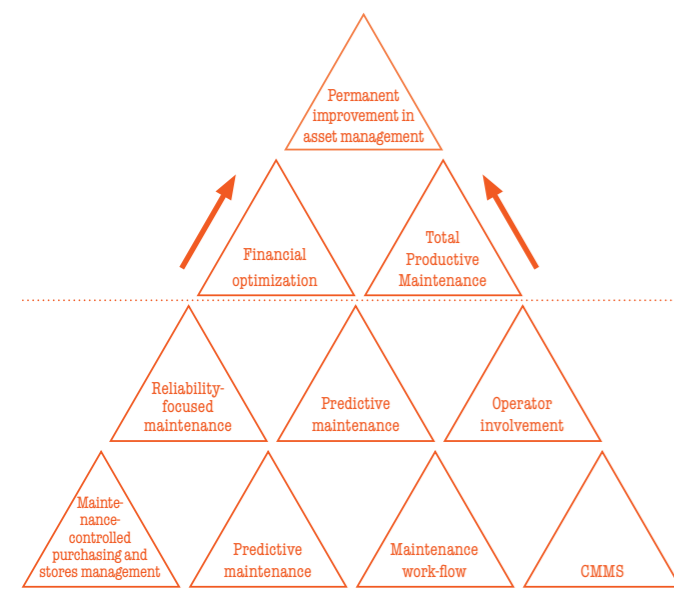 Permanent
improvement in
asset management
Financial
optimization
Total
Productive
Maintenance
Reliability-
focused
maintenance
Predictive
maintenance
Operator
involvement
Mainte-
nance-
controlled
purchasing and
stores management
Predictive
maintenance
Maintenance
work-flow
CMMS